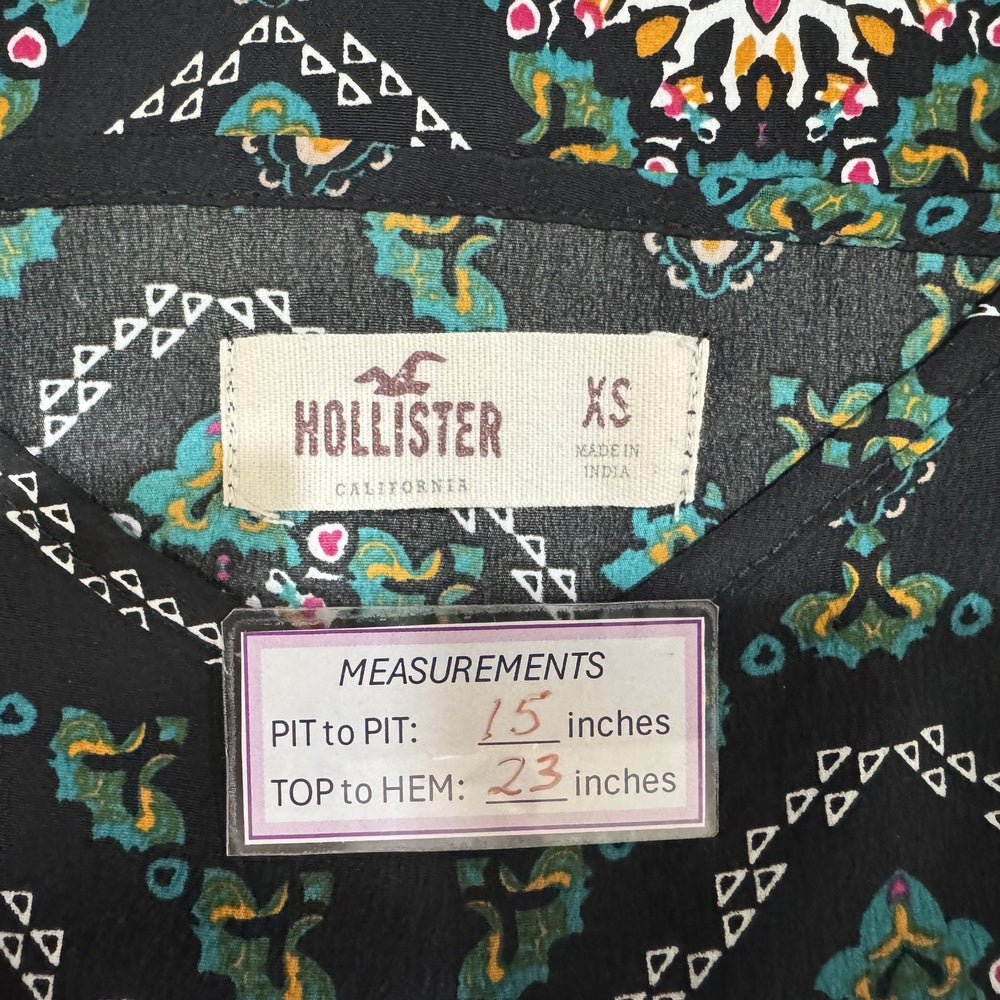 HOLLISTER
CALIFORNIA
XS
MADE IN
INDIA
MEASUREMENTS
PIT to PIT: 15 inches
TOP to HEM: 23 inches